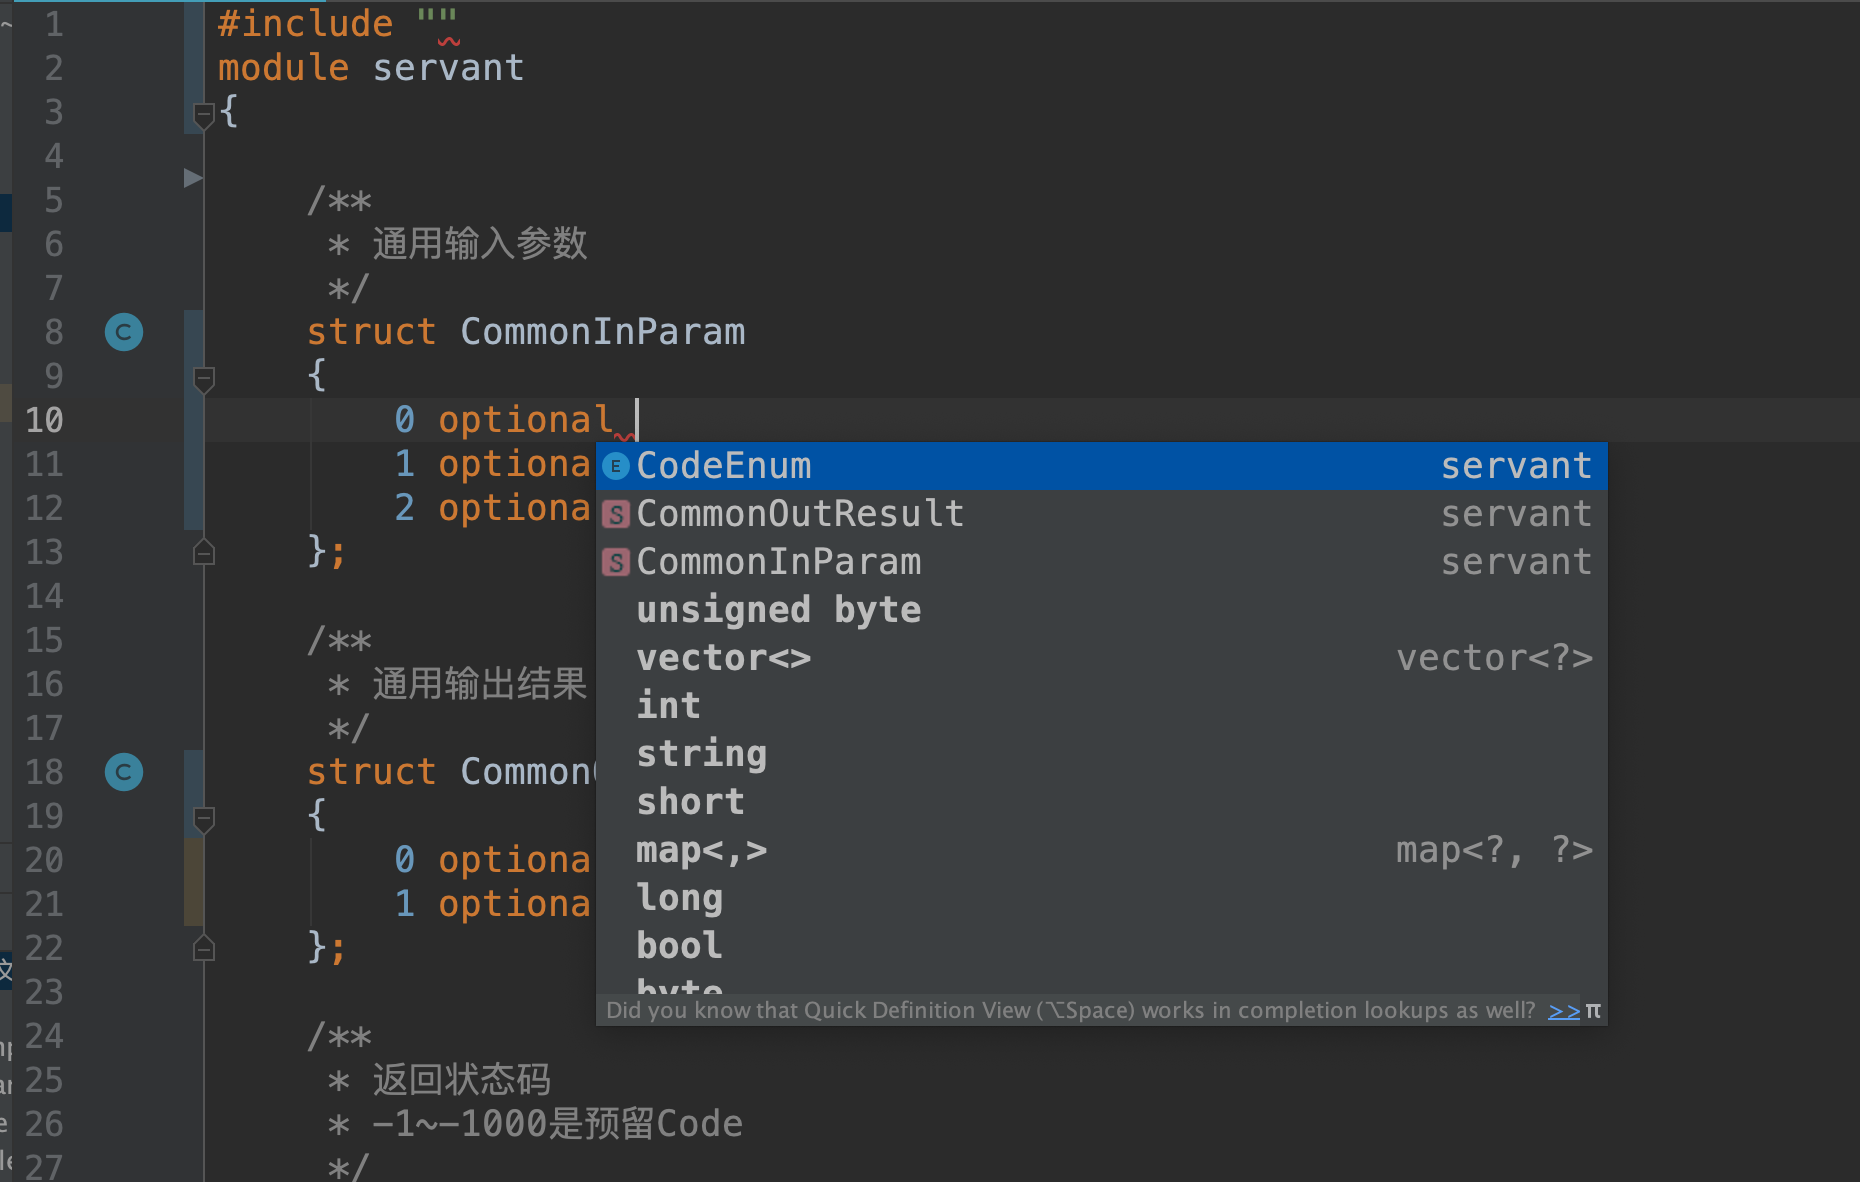 1 #include ""
2 module servant
3 {
4
5 /**
6 * 通用输入参数
7 */
8 struct CommonInParam
9 {
10 0 optional
11 1 optiona
12 2 optiona
13 };
14
15 /**
16 * 通用输出结果
17 */
18 struct Common
19 {
20 0 optiona
21 1 optiona
22 };
23
24 /**
25 * 返回状态码
26 * -1~-1000是预留Code
27 */
E CodeEnum servant
S CommonOutResult servant
S CommonInParam servant
unsigned byte
vector<> vector<?>
int
string
short
map<,> map<?, ?>
long
bool
byte
Did you know that Quick Definition View (⌥Space) works in completion lookups as well? >> π
C
C